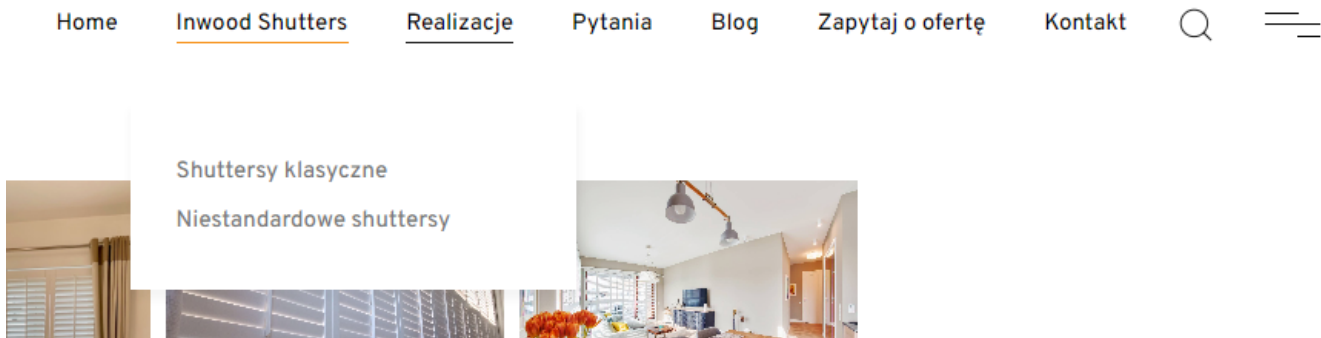 Home Inwood Shutters Realizacje Pytania Blog Zapytaj o ofertę Kontakt
Shuttersy klasyczne
Niestandardowe shuttersy